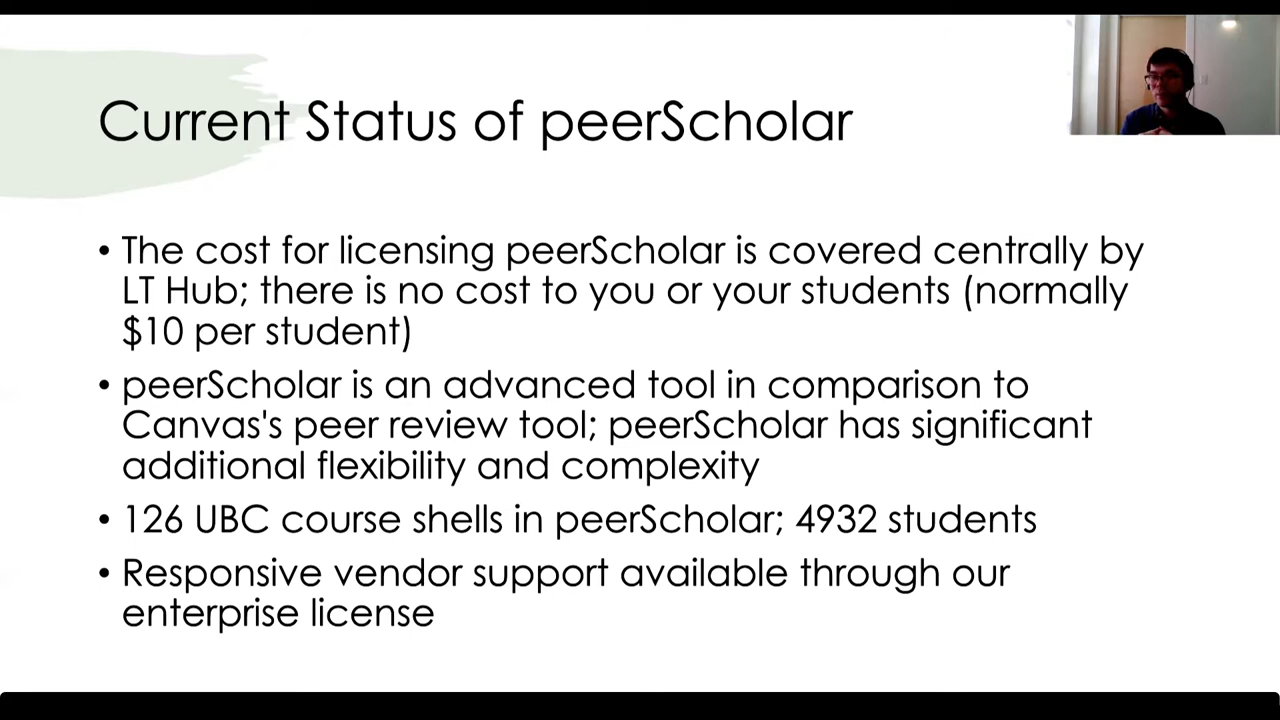 Current Status of peerScholar
• The cost for licensing peerScholar is covered centrally by
LT Hub; there is no cost to you or your students (normally
$10 per student)
• peerScholar is an advanced tool in comparison to
Canvas's peer review tool; peerScholar has significant
additional flexibility and complexity
• 126 UBC course shells in peerScholar; 4932 students
• Responsive vendor support available through our
enterprise license